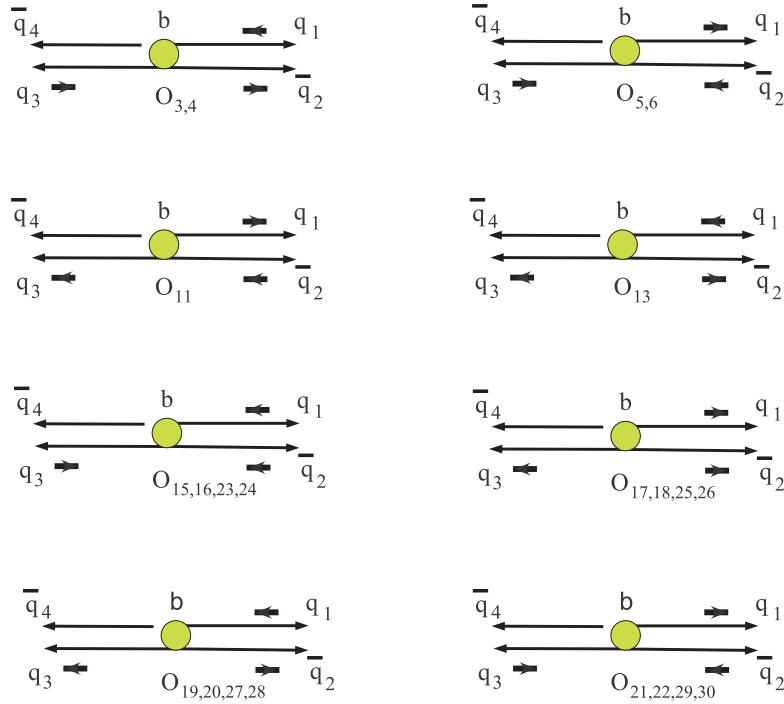 q̄₄ b q₁
q₃ O₃,₄ q̄₂
q̄₄ b q₁
q₃ O₅,₆ q̄₂
q̄₄ b q₁
q₃ O₁₁ q̄₂
q̄₄ b q₁
q₃ O₁₃ q̄₂
q̄₄ b q₁
q₃ O₁₅,₁₆,₂₃,₂₄ q̄₂
q̄₄ b q₁
q₃ O₁₇,₁₈,₂₅,₂₆ q̄₂
q̄₄ b q₁
q₃ O₁₉,₂₀,₂₇,₂₈ q̄₂
q̄₄ b q₁
q₃ O₂₁,₂₂,₂₉,₃₀ q̄₂